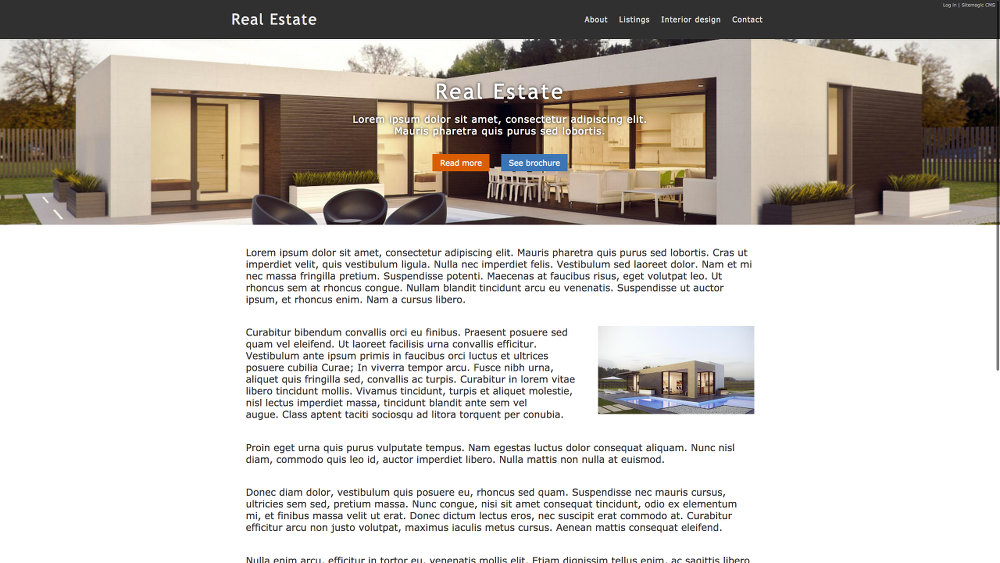 Log in | Sitemagic CMS
Real Estate
About Listings Interior design Contact
Real Estate
Lorem ipsum dolor sit amet, consectetur adipiscing elit.
Mauris pharetra quis purus sed lobortis.
Read more See brochure
Lorem ipsum dolor sit amet, consectetur adipiscing elit. Mauris pharetra quis purus sed lobortis. Cras ut
imperdiet velit, quis vestibulum ligula. Nulla nec imperdiet felis. Vestibulum sed laoreet dolor. Nam et mi
nec massa fringilla pretium. Suspendisse potenti. Maecenas at faucibus risus, eget volutpat leo. Ut
rhoncus sem at rhoncus congue. Nullam blandit tincidunt arcu eu venenatis. Suspendisse ut auctor
ipsum, et rhoncus enim. Nam a cursus libero.
Curabitur bibendum convallis orci eu finibus. Praesent posuere sed
quam vel eleifend. Ut laoreet facilisis urna convallis efficitur.
Vestibulum ante ipsum primis in faucibus orci luctus et ultrices
posuere cubilia Curae; In viverra tempor arcu. Fusce nibh urna,
aliquet quis fringilla sed, convallis ac turpis. Curabitur in lorem vitae
libero tincidunt mollis. Vivamus tincidunt, turpis et aliquet molestie,
nisl lectus imperdiet massa, tincidunt blandit ante sem vel
augue. Class aptent taciti sociosqu ad litora torquent per conubia.
Proin eget urna quis purus vulputate tempus. Nam egestas luctus dolor consequat aliquam. Nunc nisl
diam, commodo quis leo id, auctor imperdiet libero. Nulla mattis non nulla at euismod.
Donec diam dolor, vestibulum quis posuere eu, rhoncus sed quam. Suspendisse nec mauris cursus,
ultricies sem sed, pretium massa. Nunc congue, nisi sit amet consequat tincidunt, odio ex elementum
mi, et finibus massa velit ut erat. Donec dictum lectus eros, nec suscipit erat commodo at. Curabitur
efficitur arcu non justo volutpat, maximus iaculis metus cursus. Aenean mattis consequat eleifend.
Nulla enim arcu, efficitur in tortor eu, venenatis mollis elit. Etiam dignissim tellus enim, ac sagittis libero